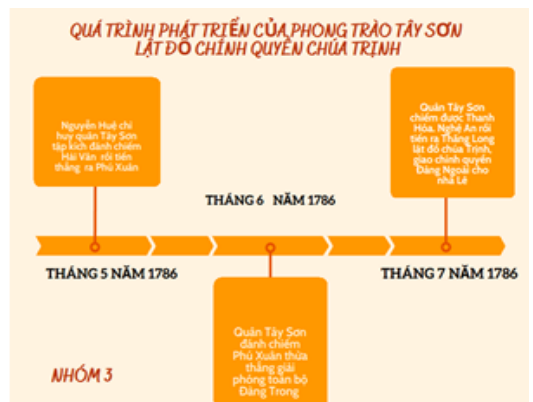 QUÁ TRÌNH PHÁT TRIỂN CỦA PHONG TRÀO TÂY SƠN
LẬT ĐỔ CHÍNH QUYỀN CHÚA TRỊNH
Nguyễn Huệ chỉ
huy quân Tây Sơn
tập kích đánh chiếm
Hải Vân rồi tiến
thẳng ra Phú Xuân
THÁNG 5 NĂM 1786
THÁNG 6 NĂM 1786
Quân Tây Sơn
đánh chiếm
Phú Xuân thừa
thắng giải
phóng toàn bộ
Đàng Trong
Quân Tây Sơn
chiếm được Thanh
Hóa, Nghệ An rồi
tiến ra Thăng Long
lật đổ chúa Trịnh,
giao chính quyền
Đàng Ngoài cho
nhà Lê
THÁNG 7 NĂM 1786
NHÓM 3